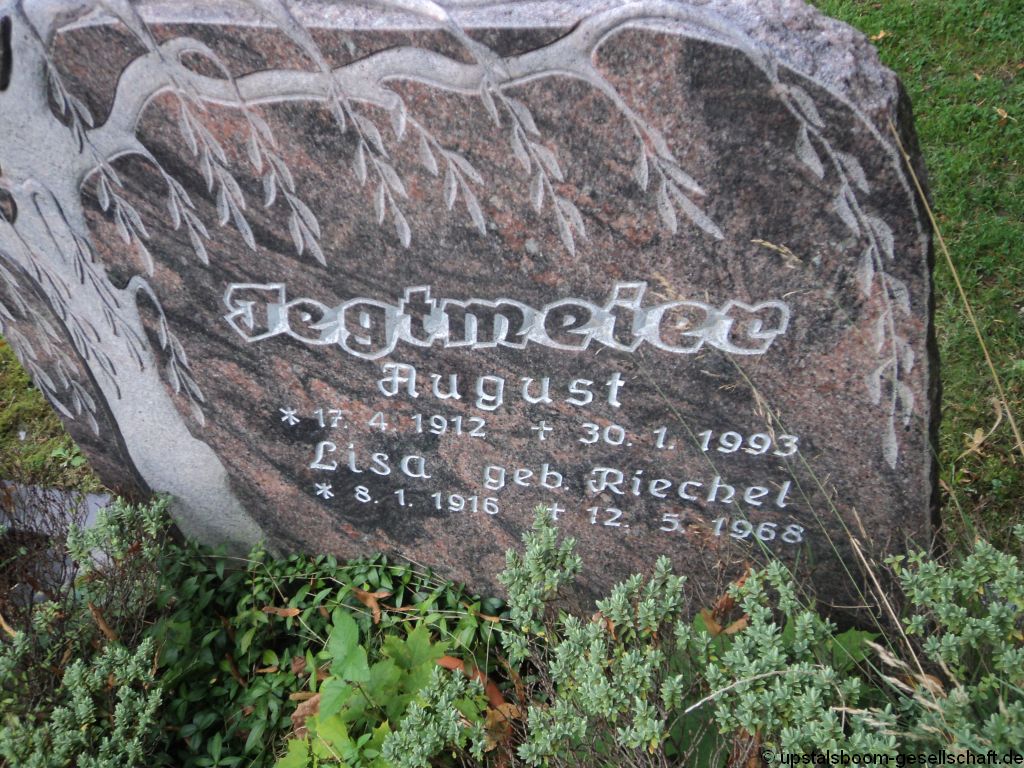 Tegtmeier
August
* 17. 4. 1912 + 30. 1. 1993
Lisa geb. Riechel
* 8. 1. 1916 + 12. 5. 1968
© upstalsboom-gesellschaft.de